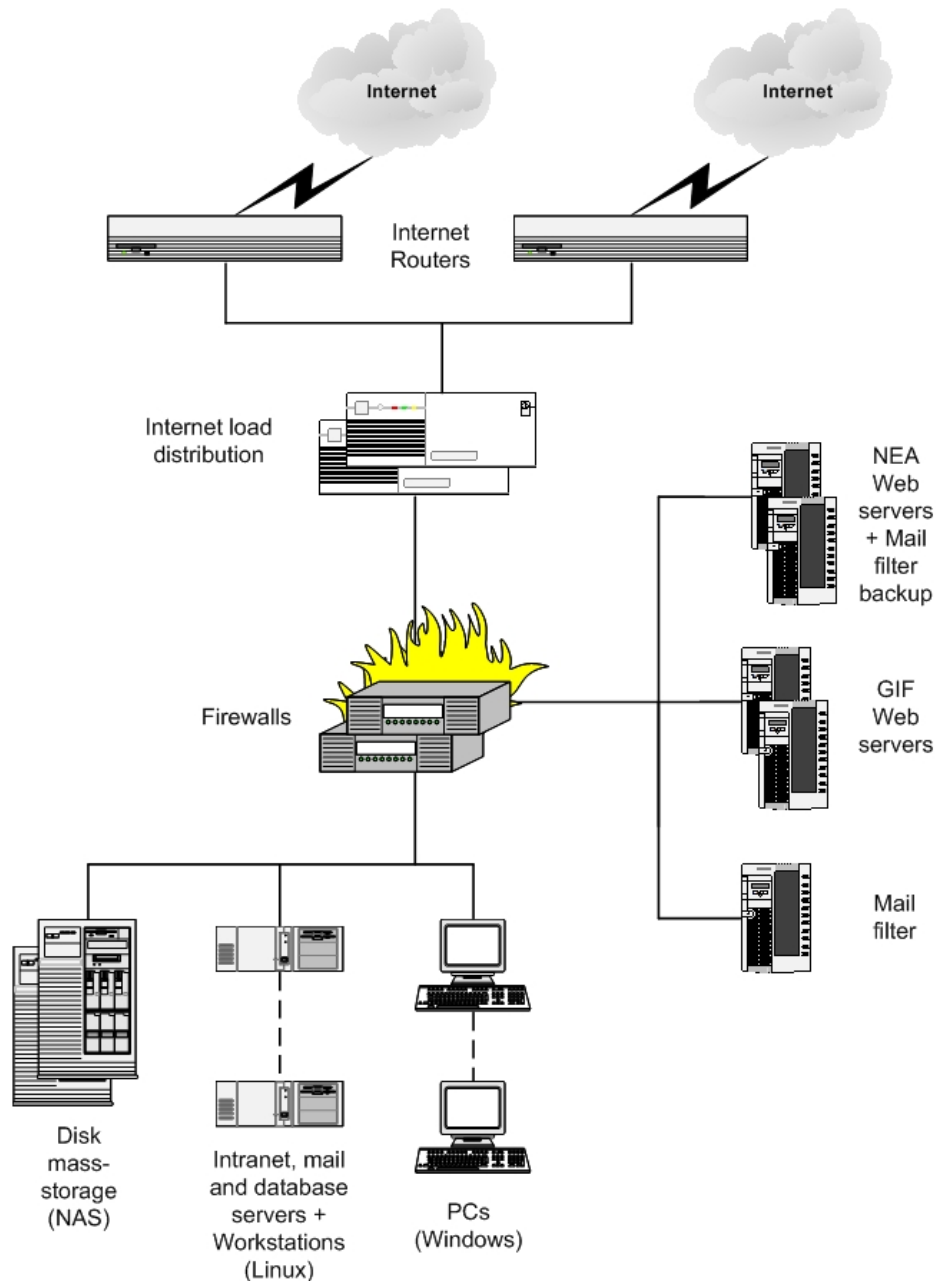 Internet
Internet
Internet
Routers
Internet load
distribution
NEA
Web
servers
+ Mail
filter
backup
Firewalls
GIF
Web
servers
Mail
filter
Disk
mass-
storage
(NAS)
Intranet, mail
and database
servers +
Workstations
(Linux)
PCs
(Windows)